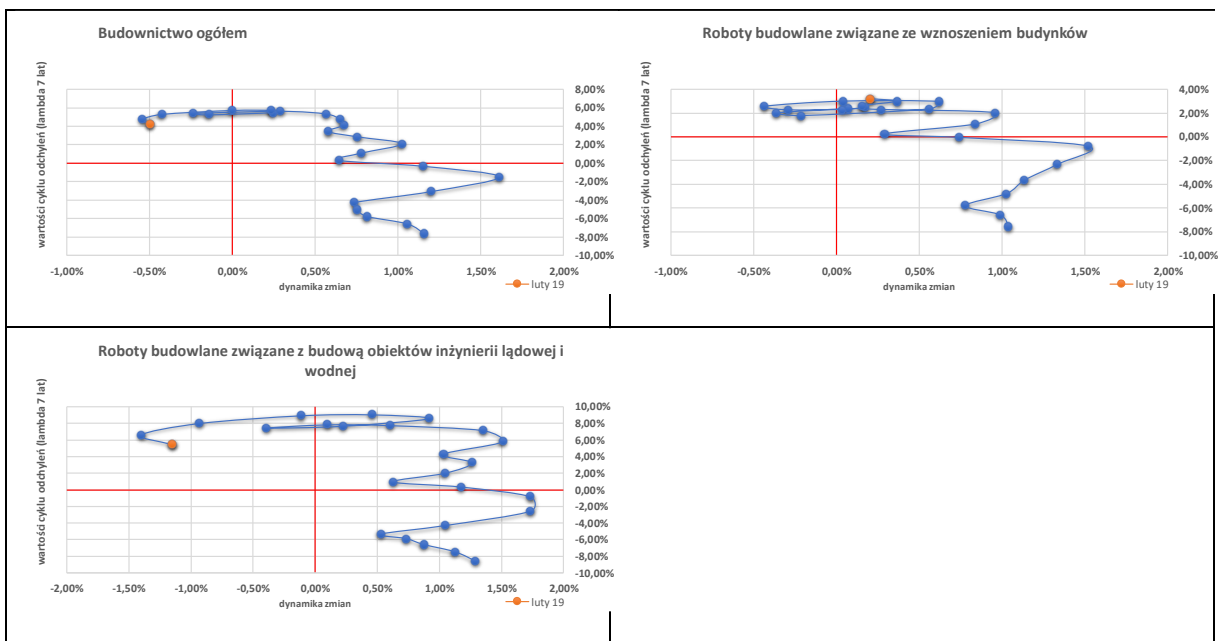 Budownictwo ogółem
wartości cyklu odchyleń (lambda 7 lat)
8,00%
6,00%
4,00%
2,00%
0,00%
-2,00%
-4,00%
-6,00%
-8,00%
-10,00%
-1,00% -0,50% 0,00% 0,50% 1,00% 1,50% 2,00%
dynamika zmian
luty 19
Roboty budowlane związane ze wznoszeniem budynków
wartości cyklu odchyleń (lambda 7 lat)
4,00%
2,00%
0,00%
-2,00%
-4,00%
-6,00%
-8,00%
-10,00%
-1,00% -0,50% 0,00% 0,50% 1,00% 1,50% 2,00%
dynamika zmian
luty 19
Roboty budowlane związane z budową obiektów inżynierii lądowej i
wodnej
wartości cyklu odchyleń (lambda 7 lat)
10,00%
8,00%
6,00%
4,00%
2,00%
0,00%
-2,00%
-4,00%
-6,00%
-8,00%
-10,00%
-2,00% -1,50% -1,00% -0,50% 0,00% 0,50% 1,00% 1,50% 2,00%
dynamika zmian
luty 19